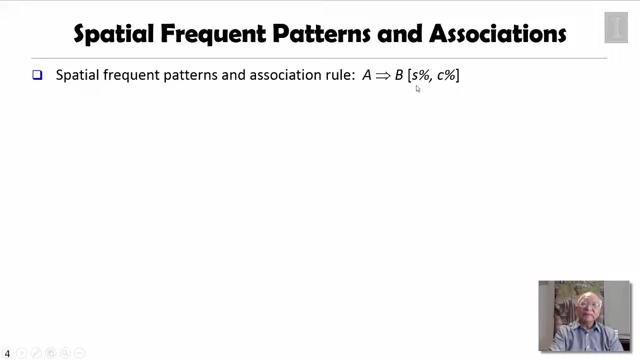 Spatial Frequent Patterns and Associations
Spatial frequent patterns and association rule: A ⇒ B [s%, c%]
4